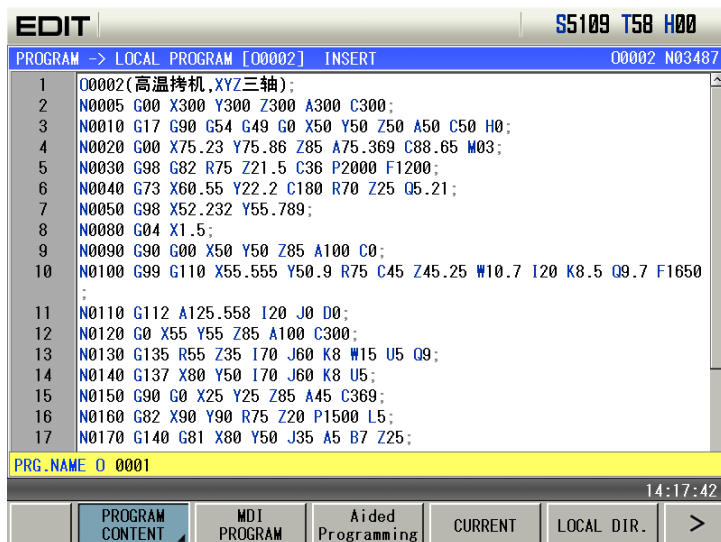 EDIT S5109 T58 H00
PROGRAM -> LOCAL PROGRAM [O0002] INSERT O0002 N03487
1 O0002(高温拷机,XYZ三轴);
2 N0005 G00 X300 Y300 Z300 A300 C300;
3 N0010 G17 G90 G54 G49 G0 X50 Y50 Z50 A50 C50 H0;
4 N0020 G00 X75.23 Y75.86 Z85 A75.369 C88.65 M03;
5 N0030 G98 G82 R75 Z21.5 C36 P2000 F1200;
6 N0040 G73 X60.55 Y22.2 C180 R70 Z25 Q5.21;
7 N0050 G98 X52.232 Y55.789;
8 N0080 G04 X1.5;
9 N0090 G90 G00 X50 Y50 Z85 A100 C0;
10 N0100 G99 G110 X55.555 Y50.9 R75 C45 Z45.25 W10.7 I20 K8.5 Q9.7 F1650
;
11 N0110 G112 A125.558 I20 J0 D0;
12 N0120 G0 X55 Y55 Z85 A100 C300;
13 N0130 G135 R55 Z35 I70 J60 K8 W15 U5 Q9;
14 N0140 G137 X80 Y50 I70 J60 K8 U5;
15 N0150 G90 G0 X25 Y25 Z85 A45 C369;
16 N0160 G82 X90 Y90 R75 Z20 P1500 L5;
17 N0170 G140 G81 X80 Y50 J35 A5 B7 Z25;
PRG.NAME O 0001
14:17:42
PROGRAM CONTENT MDI PROGRAM Aided Programming CURRENT LOCAL DIR. >